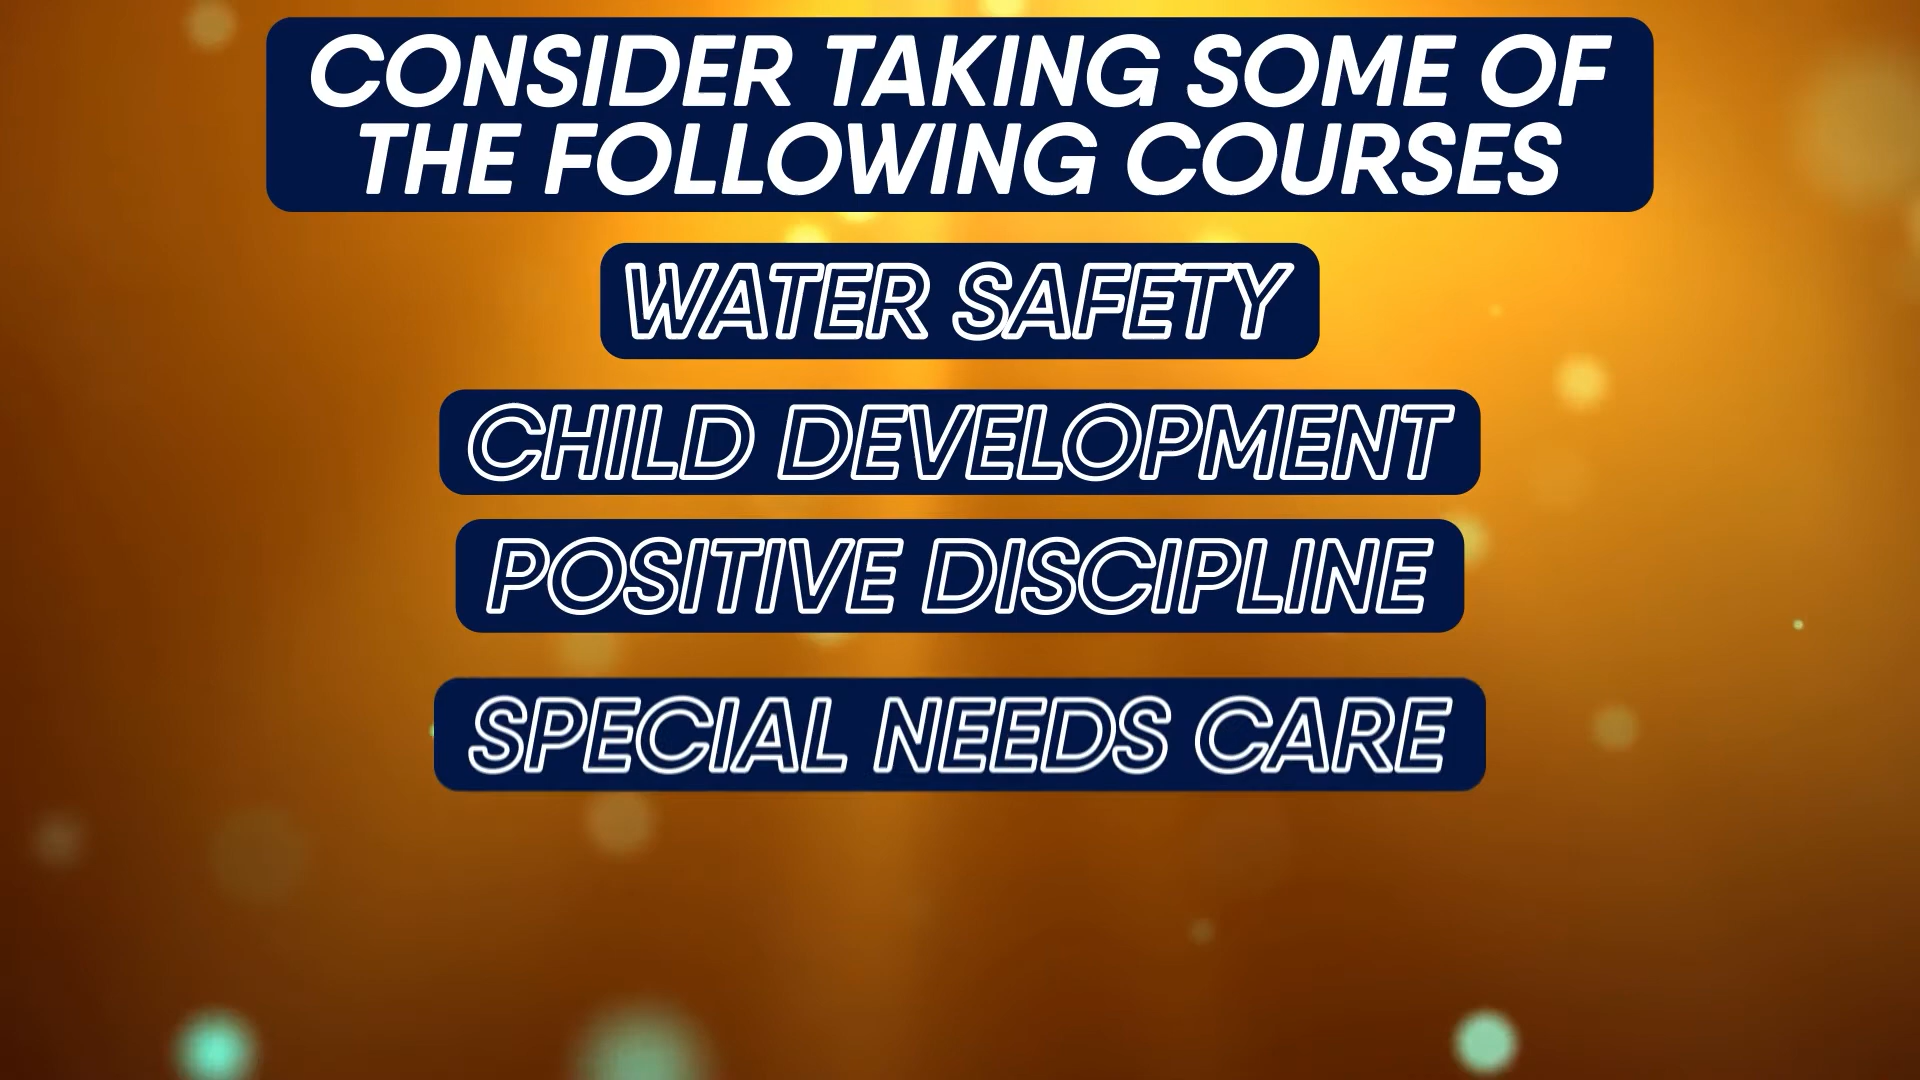 CONSIDER TAKING SOME OF
THE FOLLOWING COURSES
WATER SAFETY
CHILD DEVELOPMENT
POSITIVE DISCIPLINE
SPECIAL NEEDS CARE